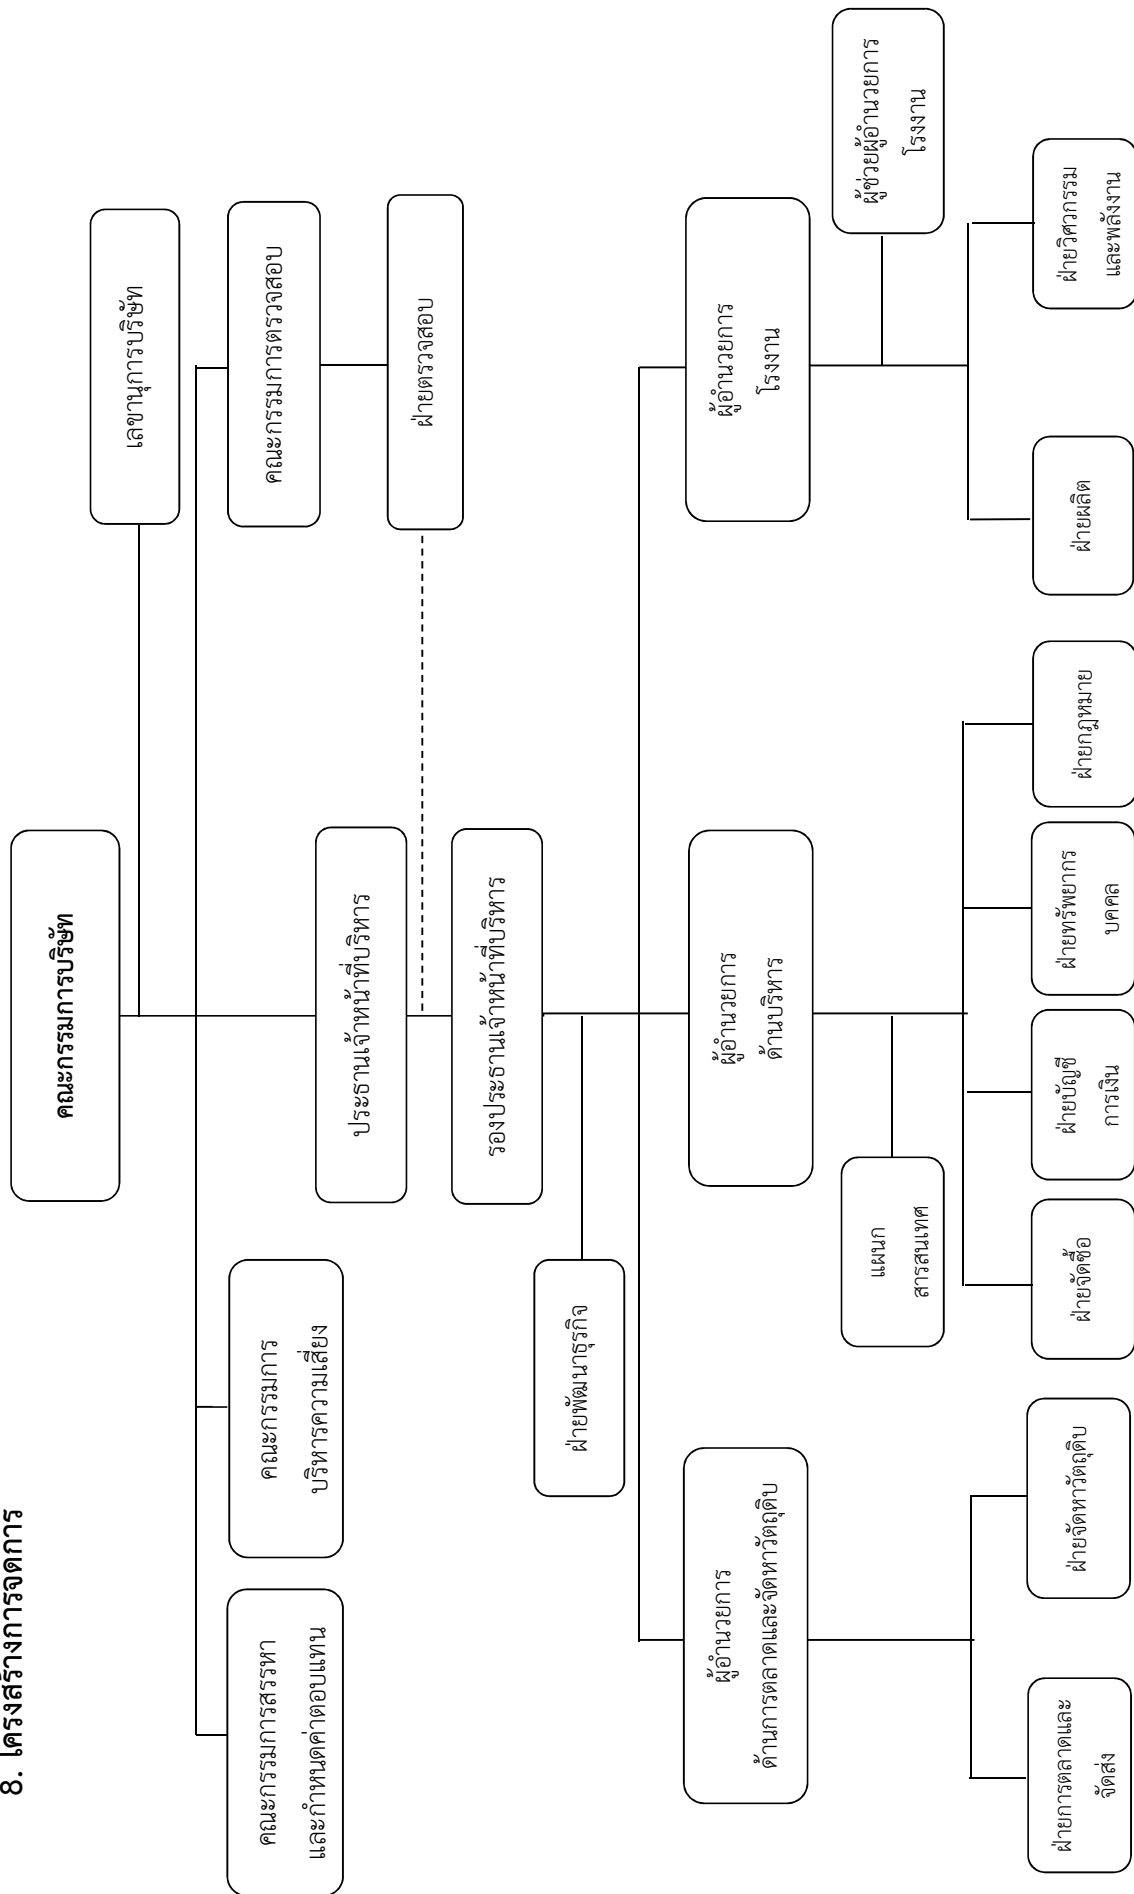 8. โครงสร้างการจดการ
คณะกรรมการบริษัท
เลขานุการบริษัท
คณะกรรมการสรรหา
และกำหนดค่าตอบแทน
คณะกรรมการ
บริหารความเสี่ยง
คณะกรรมการตรวจสอบ
ประธานเจ้าหน้าที่บริหาร
ฝ่ายตรวจสอบ
รองประธานเจ้าหน้าที่บริหาร
ฝ่ายพัฒนาธุรกิจ
ผู้อำนวยการ
ด้านการตลาดและจัดหาวัตถุดิบ
ผู้อำนวยการ
ด้านบริหาร
ผู้อำนวยการ
โรงงาน
แผนก
สารสนเทศ
ผู้ช่วยผู้อำนวยการ
โรงงาน
ฝ่ายการตลาดและ
จัดส่ง
ฝ่ายจัดหาวัตถุดิบ
ฝ่ายจัดซื้อ
ฝ่ายบัญชี
การเงิน
ฝ่ายทรัพยากร
บคคล
ฝ่ายกฎหมาย
ฝ่ายผลิต
ฝ่ายวิศวกรรม
และพลังงาน